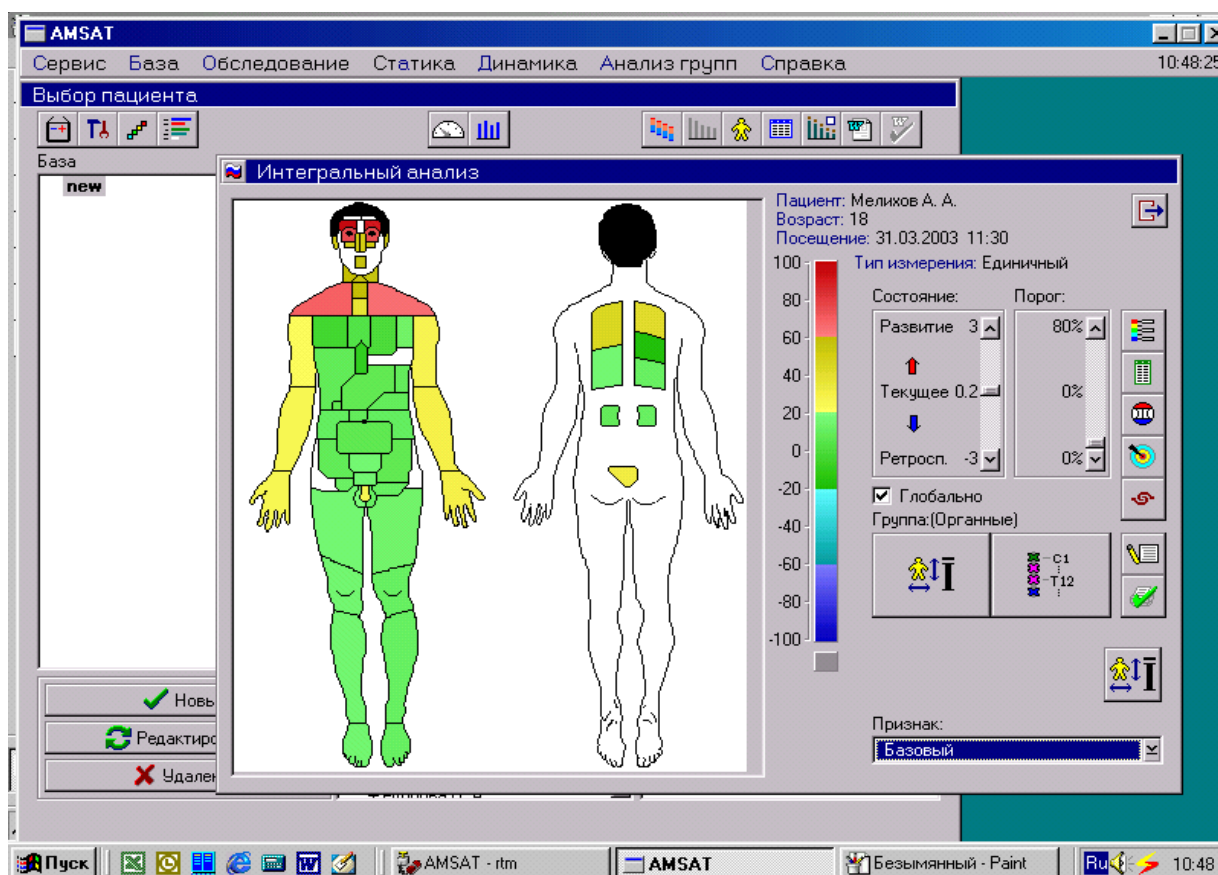 AMSAT
Сервис База Обследование Статика Динамика Анализ групп Справка 10:48:25
Выбор пациента
База
new
Интегральный анализ
Пациент: Мелихов А. А.
Возраст: 18
Посещение: 31.03.2003 11:30
Тип измерения: Единичный
100
80
60
40
20
0
-20
-40
-60
-80
-100
Состояние: Порог:
Развитие 3 80%
Текущее 0.2 0%
Ретросп. -3 0%
Глобально
Группа:(Органные)
C1
T12
Признак:
Базовый
Новы
Редактиро
Удален
Пуск AMSAT - rtm AMSAT Безымянный - Paint Ru 10:48